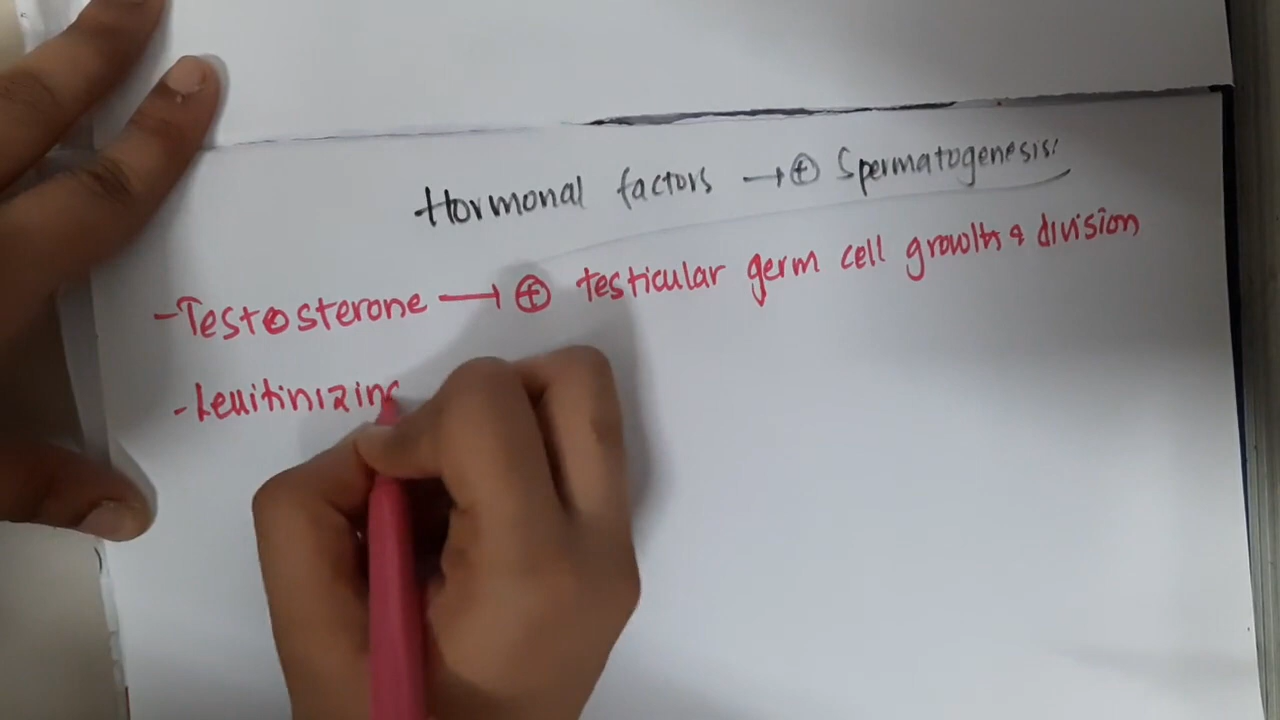 Hormonal factors → ⊕ Spermatogenesis:
- Testosterone → ⊕ testicular germ cell growth & division
- Leuitinizing